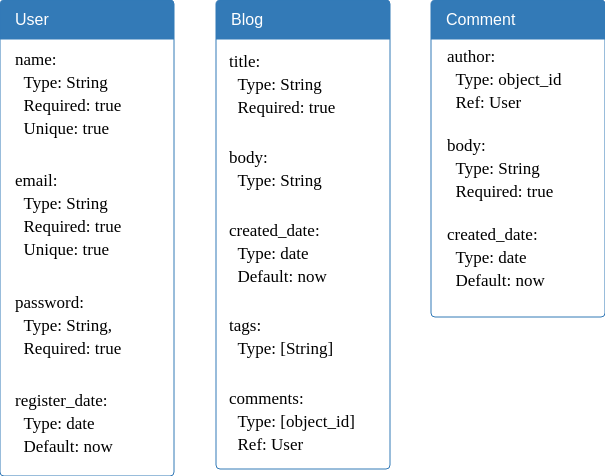 User
name:
Type: String
Required: true
Unique: true
email:
Type: String
Required: true
Unique: true
password:
Type: String,
Required: true
register_date:
Type: date
Default: now
Blog
title:
Type: String
Required: true
body:
Type: String
created_date:
Type: date
Default: now
tags:
Type: [String]
comments:
Type: [object_id]
Ref: User
Comment
author:
Type: object_id
Ref: User
body:
Type: String
Required: true
created_date:
Type: date
Default: now